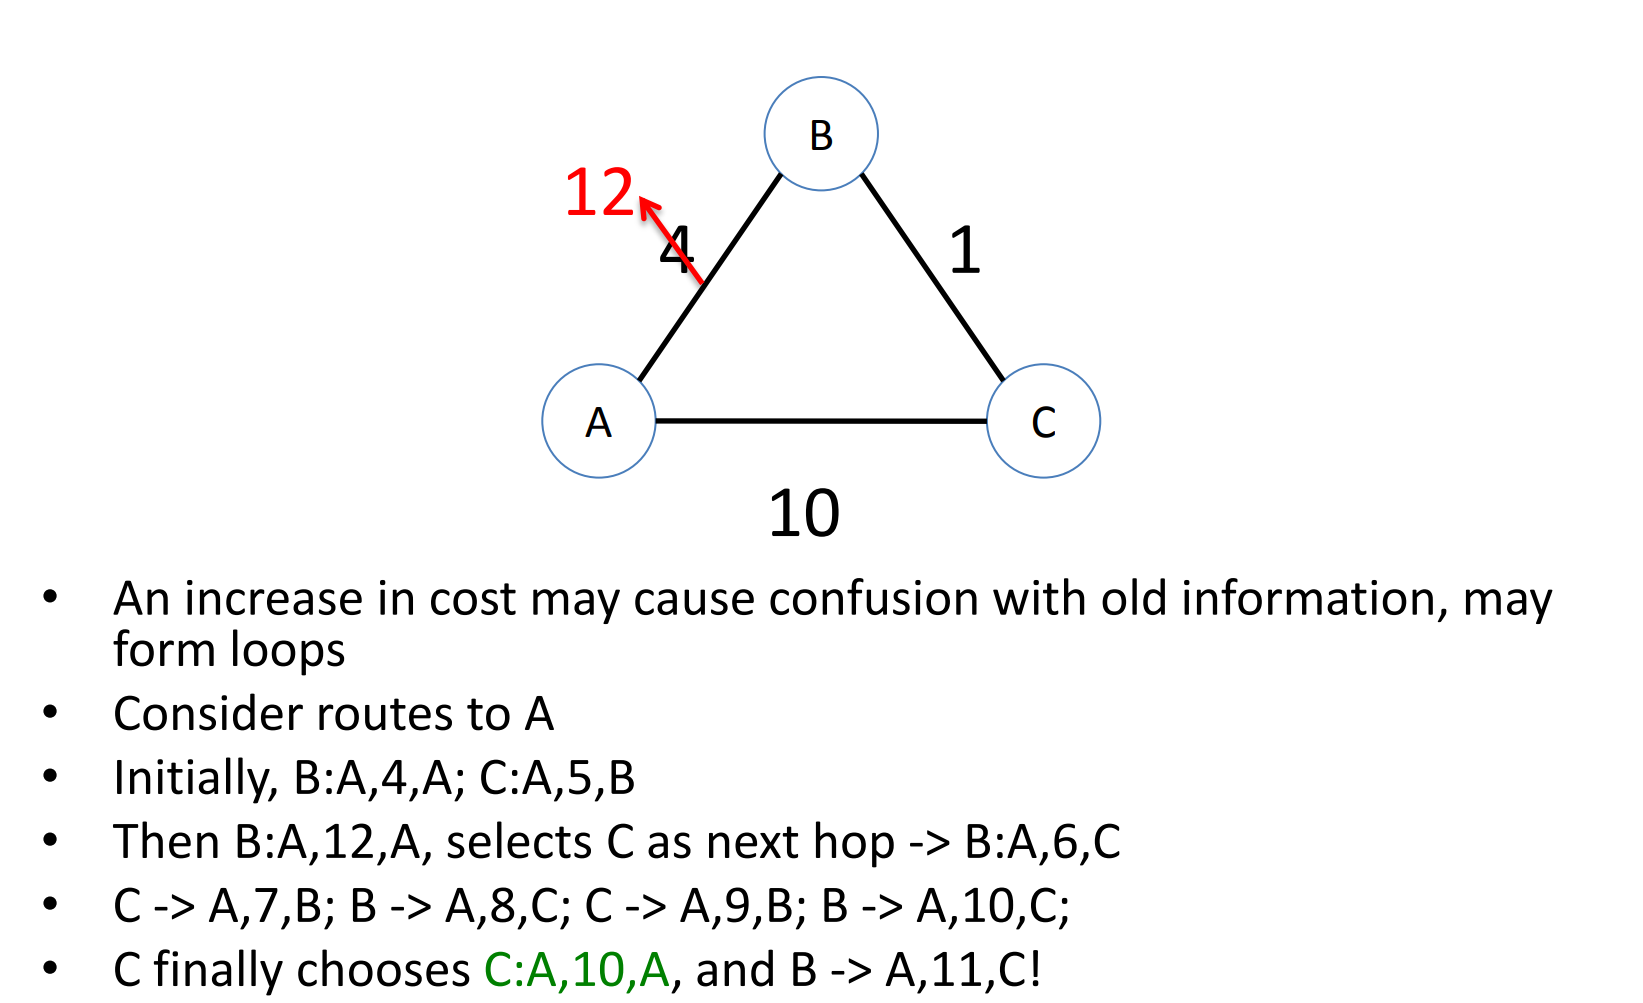 B
12
4
1
A
C
10
• An increase in cost may cause confusion with old information, may
form loops
• Consider routes to A
• Initially, B:A,4,A; C:A,5,B
• Then B:A,12,A, selects C as next hop -> B:A,6,C
• C -> A,7,B; B -> A,8,C; C -> A,9,B; B -> A,10,C;
• C finally chooses C:A,10,A, and B -> A,11,C!